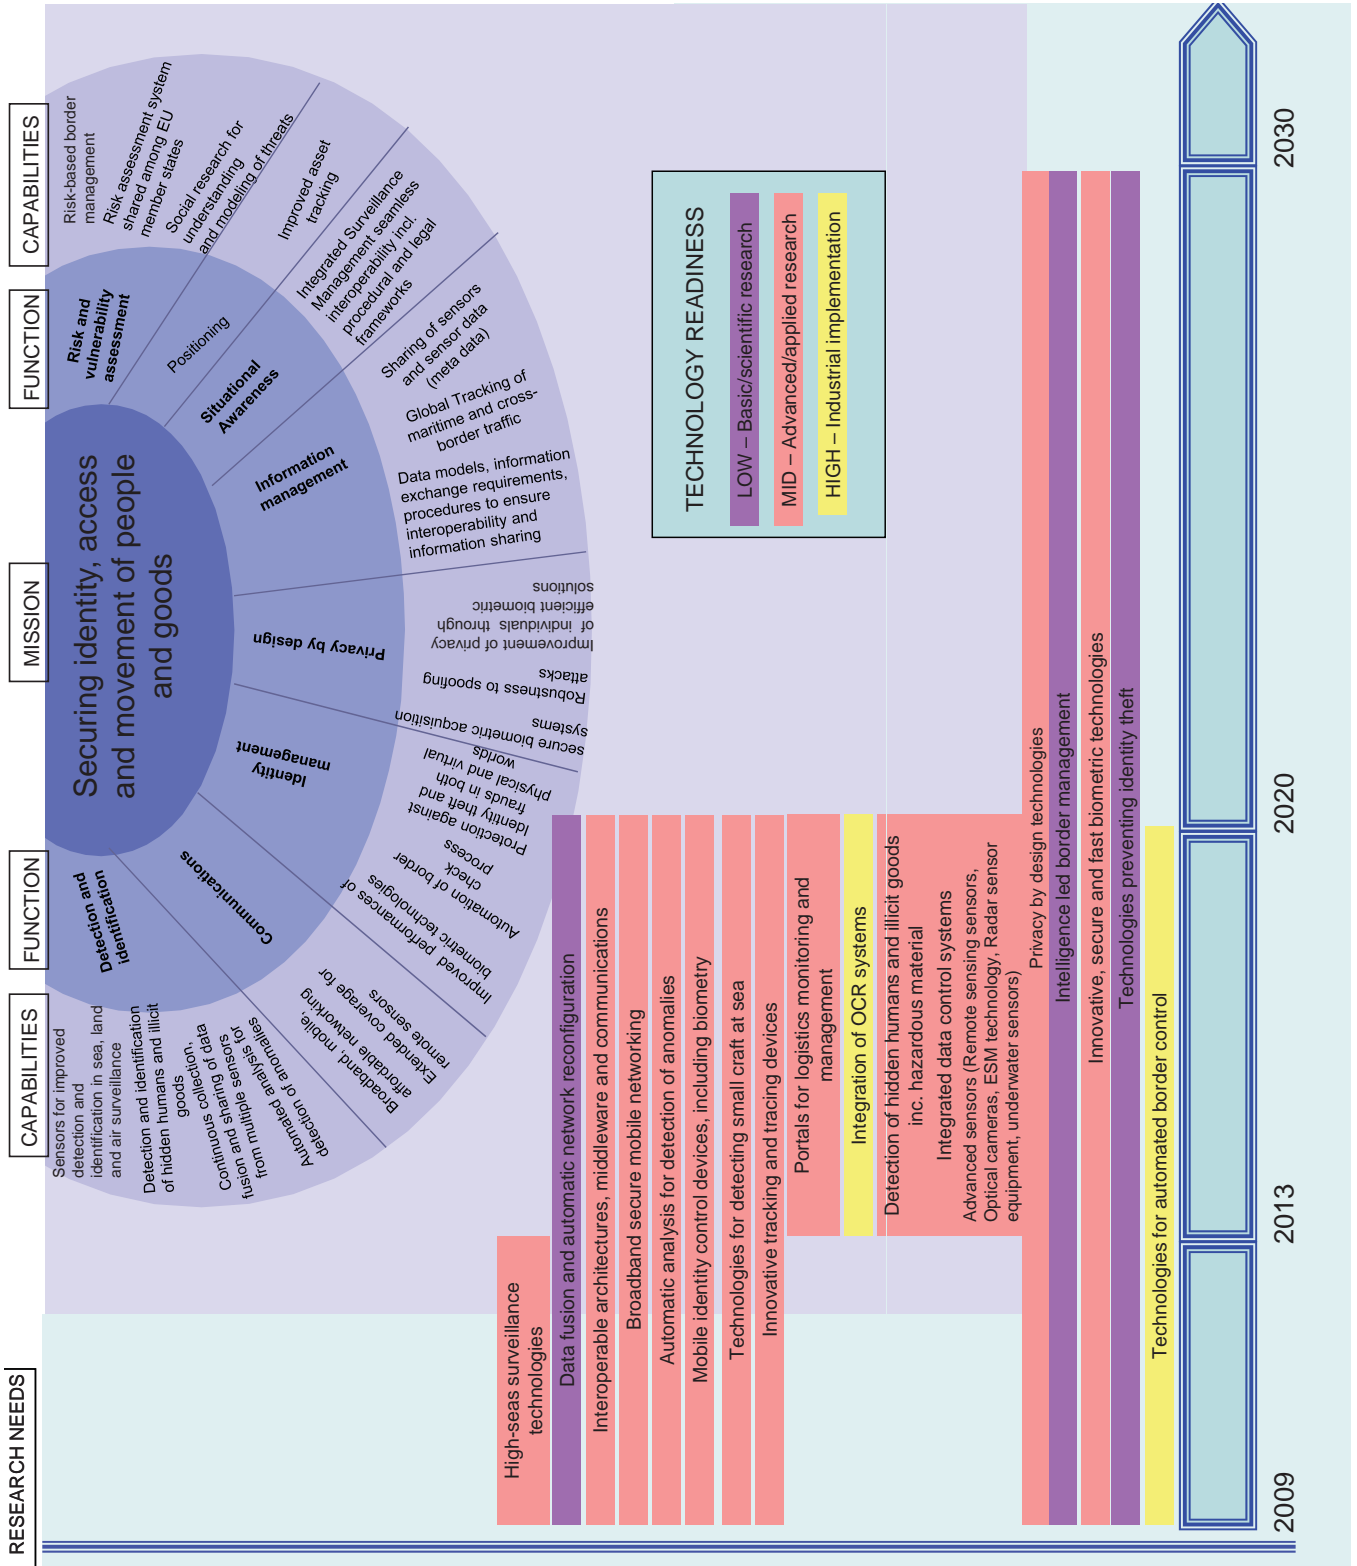 RESEARCH NEEDS
CAPABILITIES
FUNCTION
MISSION
FUNCTION
CAPABILITIES
Securing identity, access
and movement of people
and goods
Detection and
identification
Communications
Identity
management
Privacy by design
Information
management
Situational
Awareness
Positioning
Risk and
vulnerability
assessment
Sensors for improved
detection and
identification in sea, land
and air surveillance
Detection and identification
of hidden humans and illicit
goods
Continuous collection,
fusion and sharing of data
from multiple sensors
Automated analysis for
detection of anomalies
Broadband, mobile,
affordable networking
Extended coverage for
remote sensors
Improved performances of
biometric technologies
Automation of border
check
process
Protection against
Identity theft and
frauds in both
physical and virtual
worlds
secure biometric acquisition
systems
Robustness to spoofing
attacks
Improvement of privacy
of individuals through
efficient biometric
solutions
Data models, information
exchange requirements,
procedures to ensure
interoperability and
information sharing
Global Tracking of
maritime and cross-
border traffic
Sharing of sensors
and sensor data
(meta data)
Integrated Surveillance
Management seamless
interoperability incl.
procedural and legal
frameworks
Improved asset
tracking
Social research for
understanding
and modeling of threats
Risk assessment system
shared among EU
member states
Risk-based border
management
High-seas surveillance
technologies
Data fusion and automatic network reconfiguration
Interoperable architectures, middleware and communications
Broadband secure mobile networking
Automatic analysis for detection of anomalies
Mobile identity control devices, including biometry
Technologies for detecting small craft at sea
Innovative tracking and tracing devices
Portals for logistics monitoring and
management
Integration of OCR systems
Detection of hidden humans and illicit goods
inc. hazardous material
Integrated data control systems
Advanced sensors (Remote sensing sensors,
Optical cameras, ESM technology, Radar sensor
equipment, underwater sensors)
Privacy by design technologies
Intelligence led border management
Innovative, secure and fast biometric technologies
Technologies preventing identity theft
Technologies for automated border control
TECHNOLOGY READINESS
LOW – Basic/scientific research
MID – Advanced/applied research
HIGH – Industrial implementation
2009
2013
2020
2030